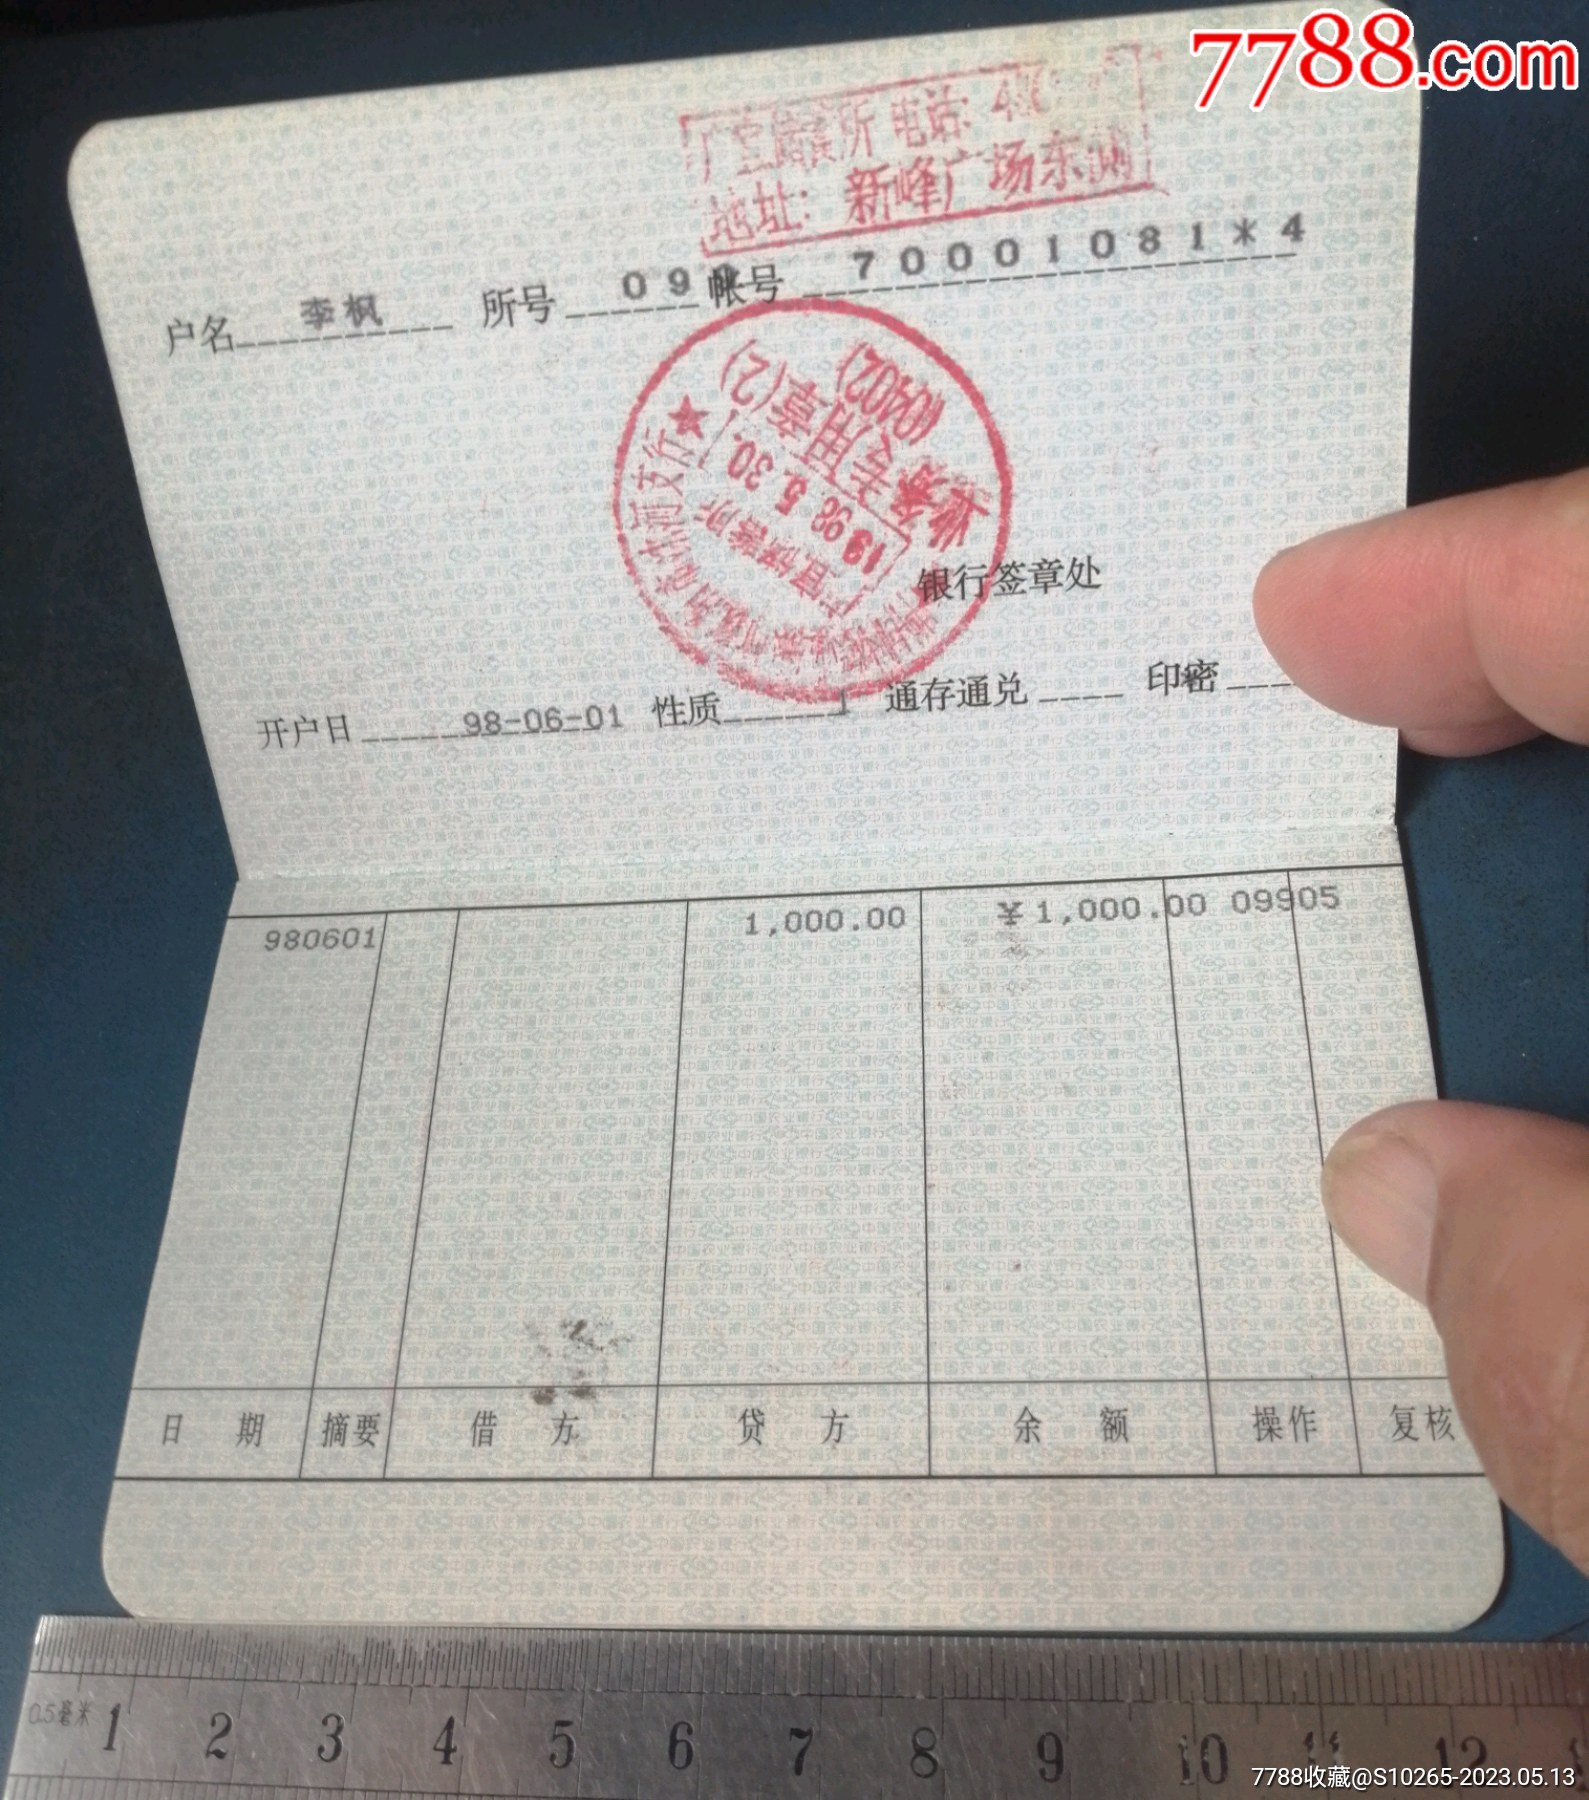 7788.com
电话:
地址: 新峰广场东侧
户名 李枫 所号 09 帐号 70001081*4
支行
储蓄所
1998.5.30.
业务专用章(2)
(0402)
银行签章处
开户日 98-06-01 性质 1 通存通兑 印密
980601 1,000.00 1,000.00 09905
日期 摘要 借方 贷方 余额 操作 复核
0.5毫米 1 2 3 4 5 6 7 8 9 10 11 12
7788收藏@S10265-2023.05.13